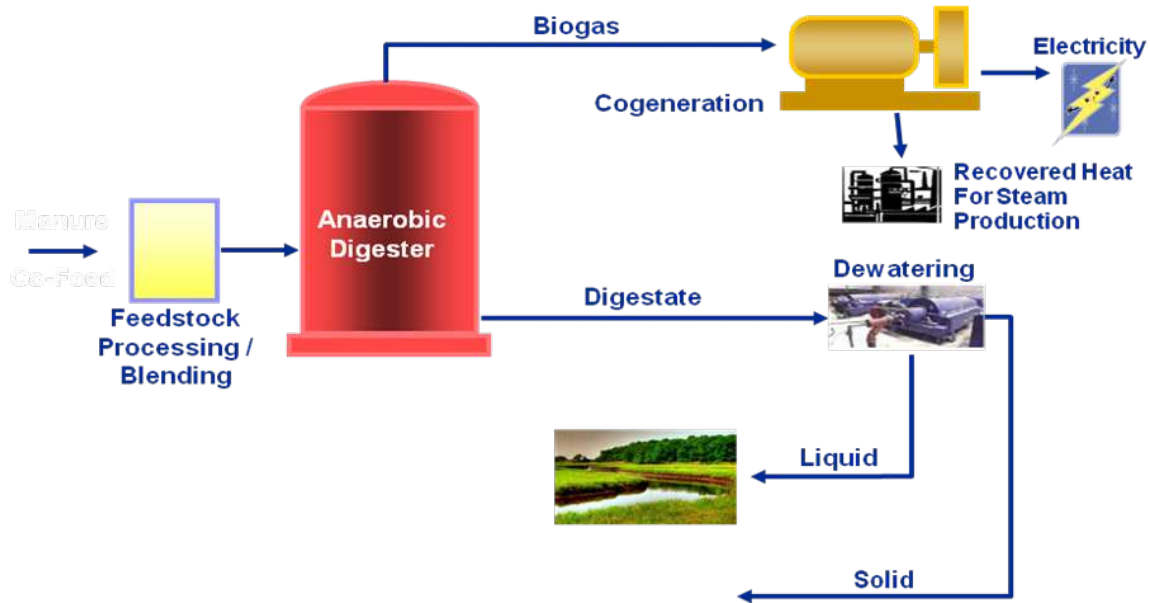 Biogas
Electricity
Cogeneration
Recovered Heat
For Steam
Production
Manure
Co-Feed
Anaerobic
Digester
Feedstock
Processing /
Blending
Digestate
Dewatering
Liquid
Solid